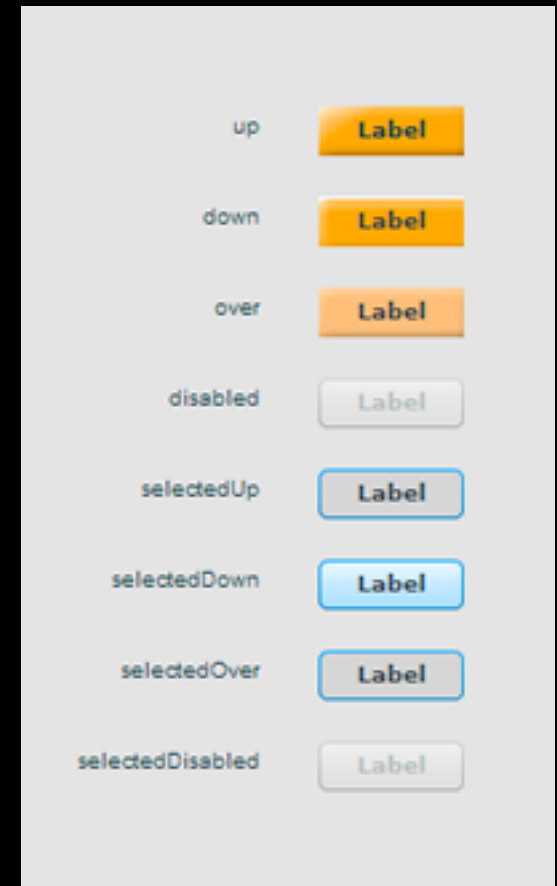 up Label
down Label
over Label
disabled Label
selectedUp Label
selectedDown Label
selectedOver Label
selectedDisabled Label